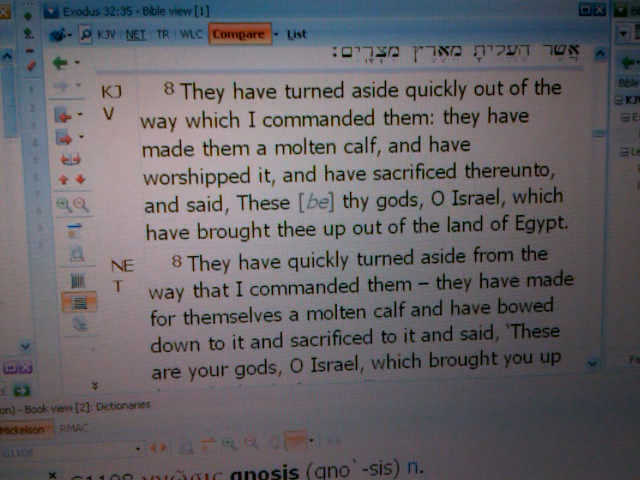 Exodus 32:35 - Bible view [1]
KJV NET TR WLC Compare List
אֲשֶׁר הֶעֱלִיתָ מֵאֶרֶץ מִצְרָיִם׃
KJ 8 They have turned aside quickly out of the
V way which I commanded them: they have
made them a molten calf, and have
worshipped it, and have sacrificed thereunto,
and said, These [be] thy gods, O Israel, which
have brought thee up out of the land of Egypt.
NE 8 They have quickly turned aside from the
T way that I commanded them – they have made
for themselves a molten calf and have bowed
down to it and sacrificed to it and said, ‘These
are your gods, O Israel, which brought you up
on) - Book view [2]: Dictionaries
Mickelson RMAC
G1108
G1108 γνῶσις gnosis (gno`-sis) n.